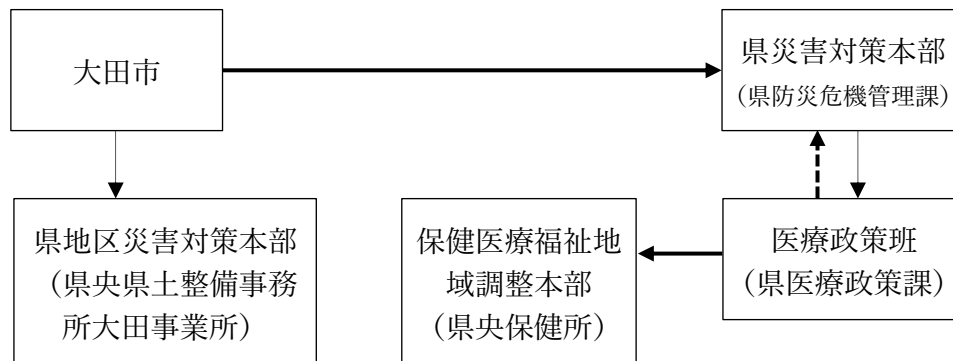 大田市
県災害対策本部
（県防災危機管理課）
県地区災害対策本部
（県央県土整備事務
所大田事業所）
保健医療福祉地
域調整本部
（県央保健所）
医療政策班
（県医療政策課）